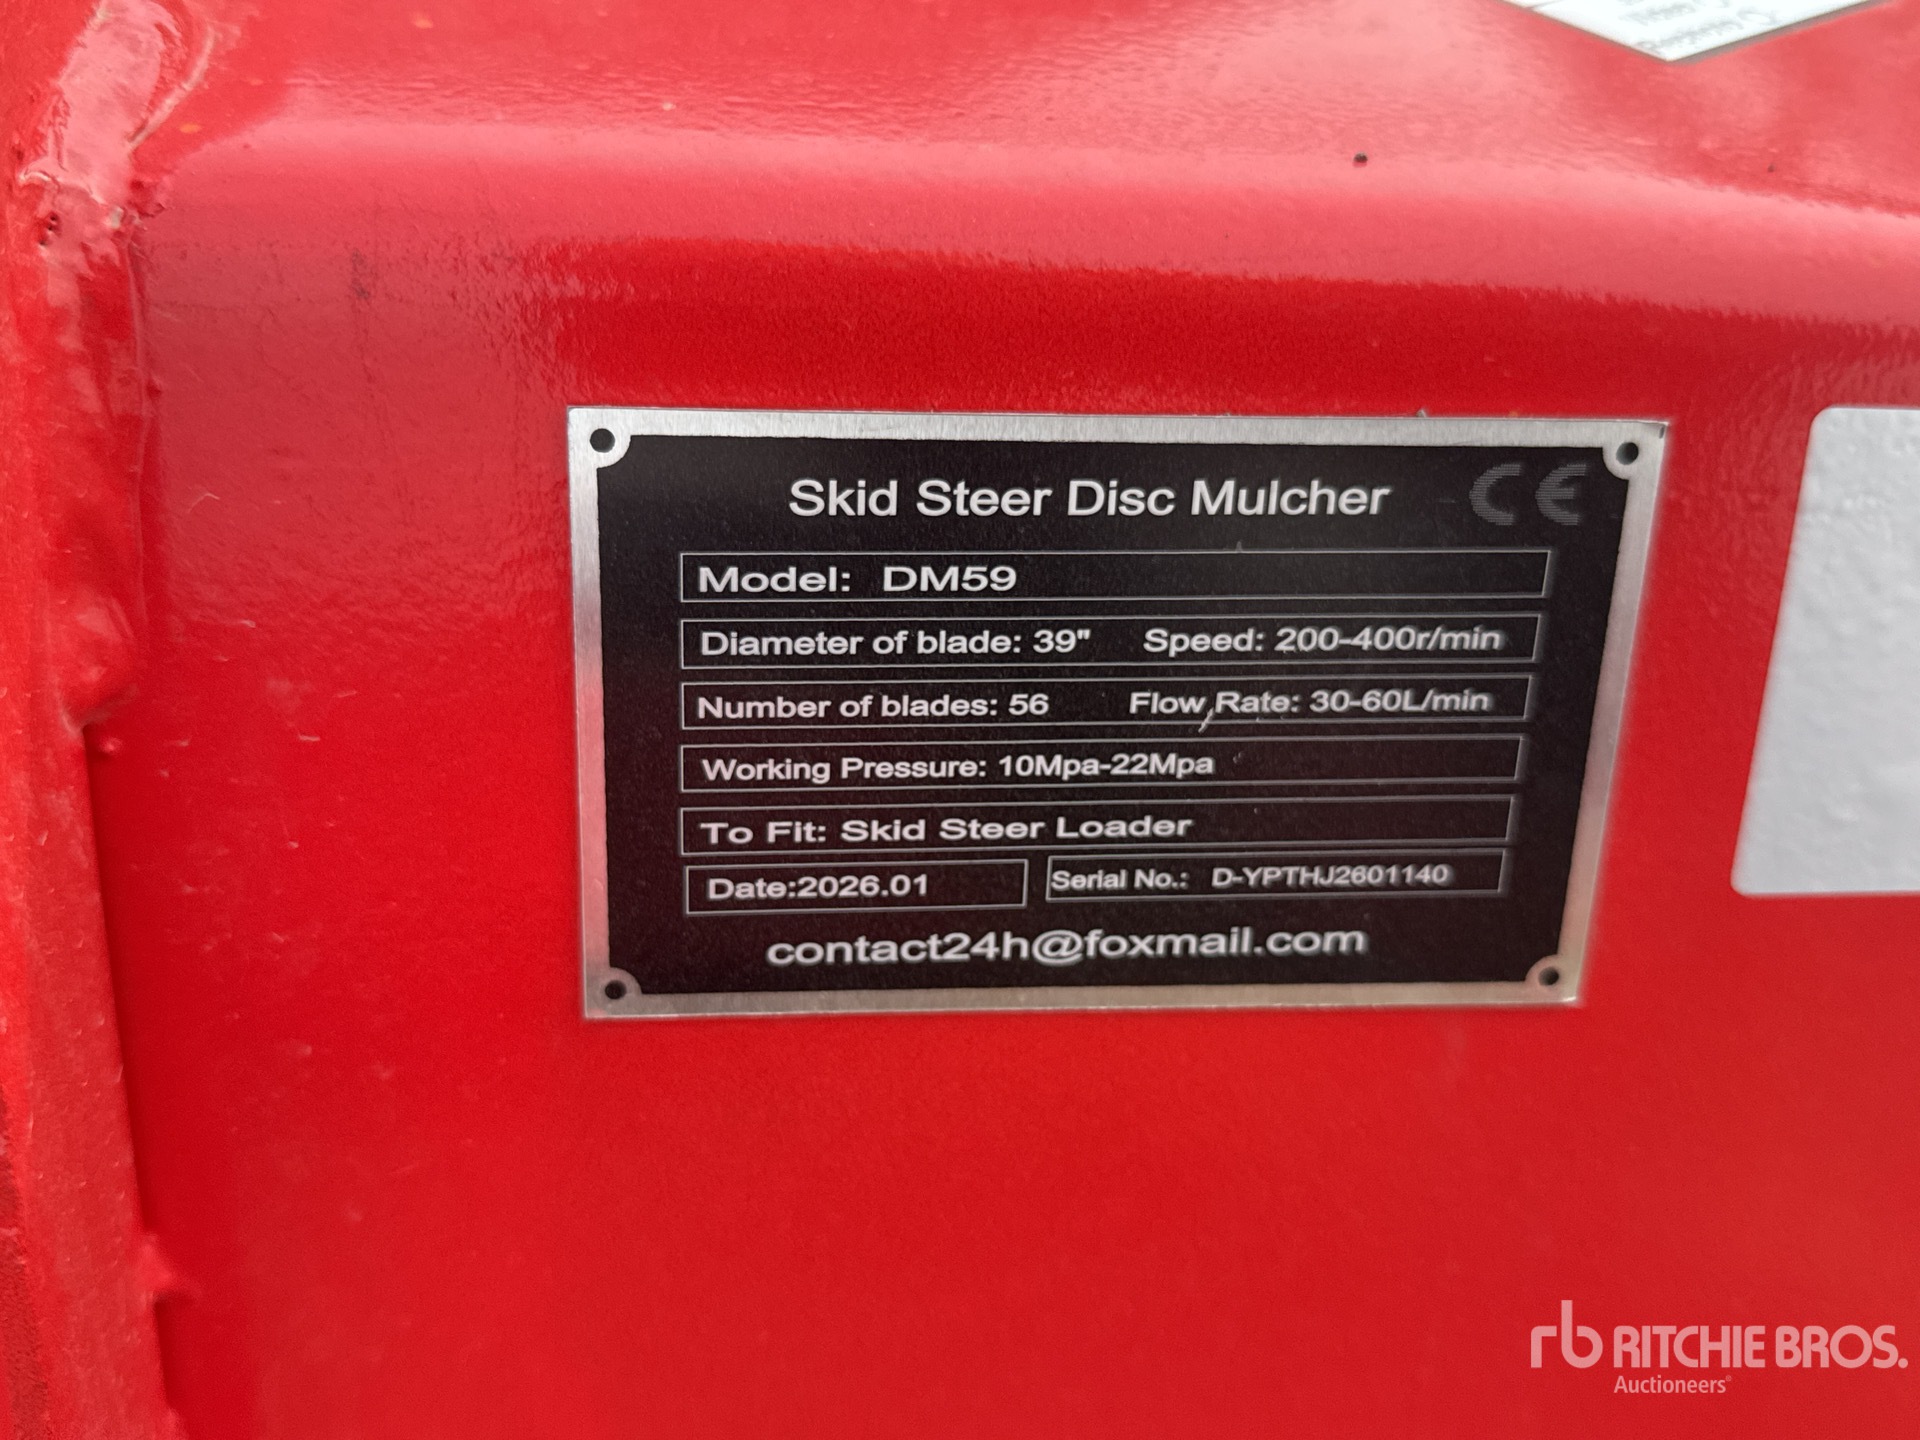 Skid Steer Disc Mulcher CE
Model: DM59
Diameter of blade: 39" Speed: 200-400r/min
Number of blades: 56 Flow Rate: 30-60L/min
Working Pressure: 10Mpa-22Mpa
To Fit: Skid Steer Loader
Date:2026.01 Serial No.: D-YPTHJ2601140
contact24h@foxmail.com
rb RITCHIE BROS.
Auctioneers